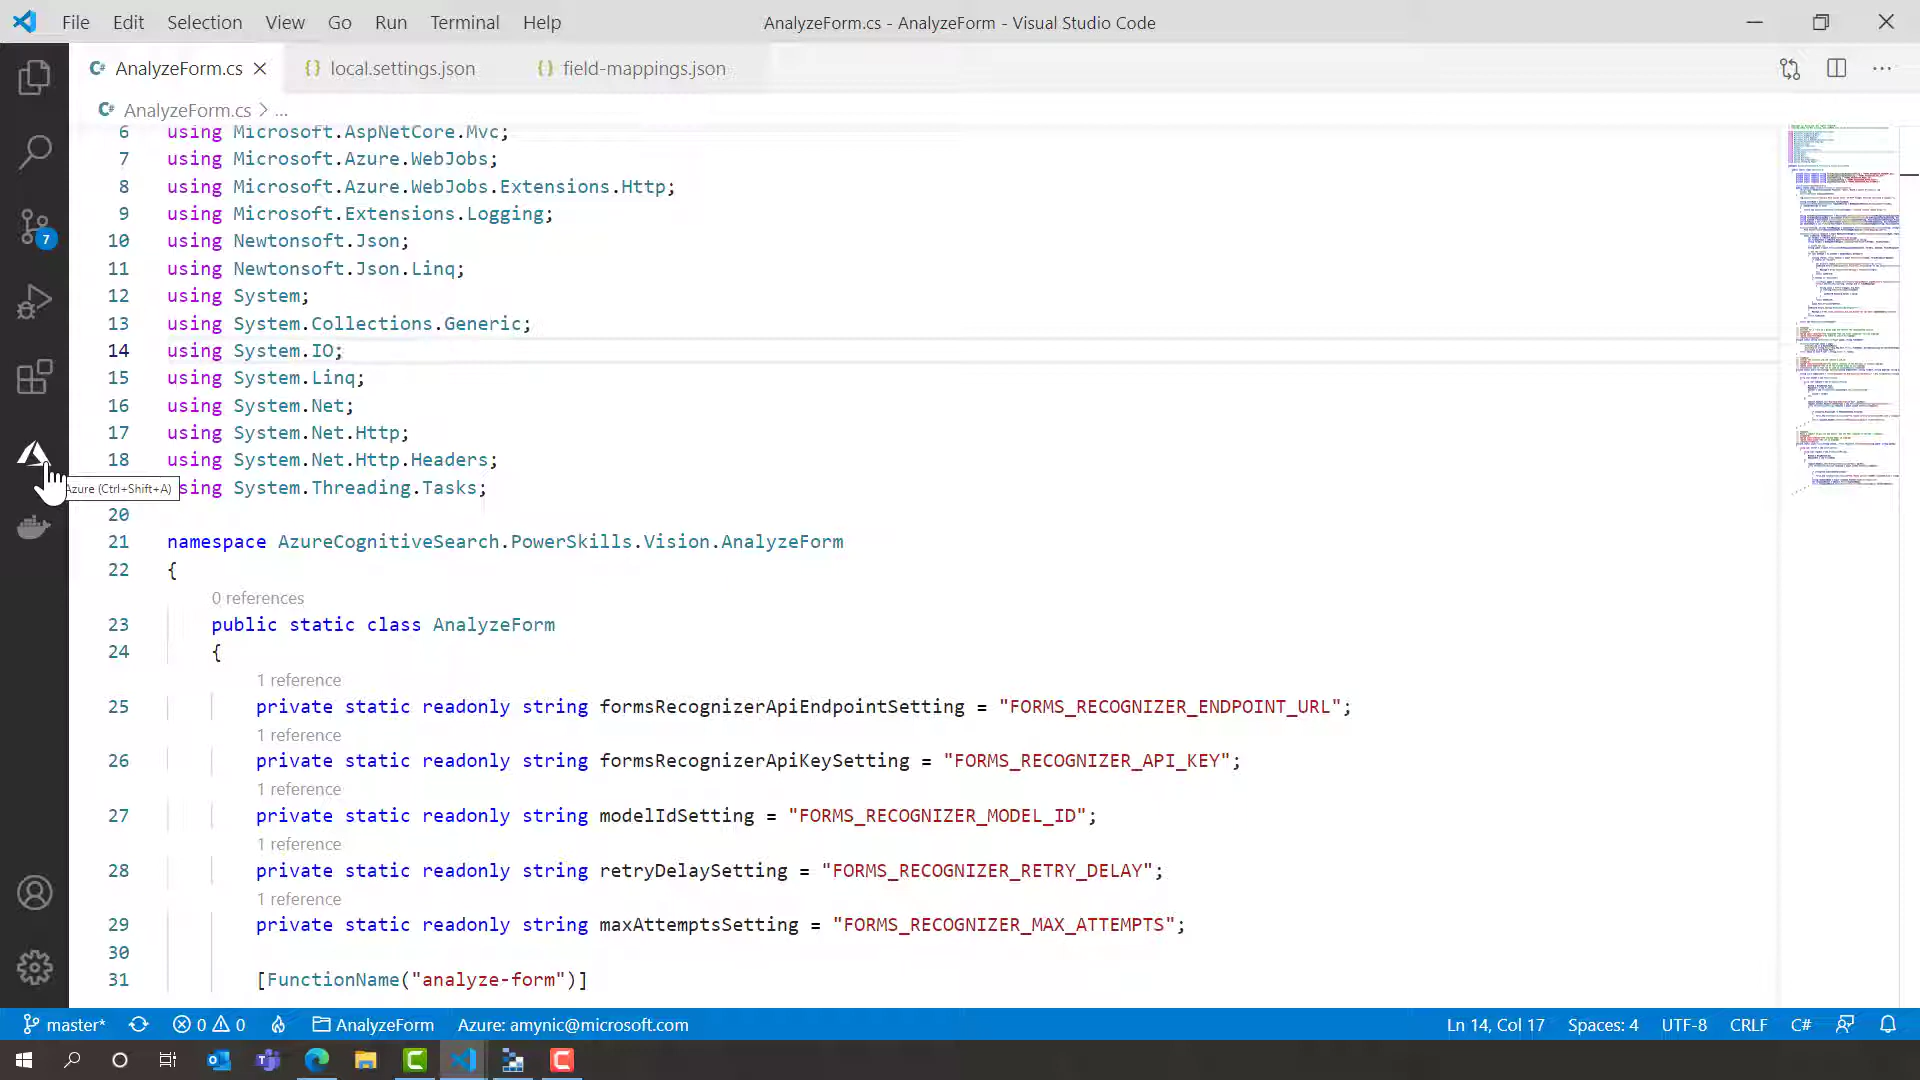 File Edit Selection View Go Run Terminal Help AnalyzeForm.cs - AnalyzeForm - Visual Studio Code
C# AnalyzeForm.cs {} local.settings.json {} field-mappings.json ...
C# AnalyzeForm.cs > ...
6 using Microsoft.AspNetCore.Mvc;
7 using Microsoft.Azure.WebJobs;
8 using Microsoft.Azure.WebJobs.Extensions.Http;
9 using Microsoft.Extensions.Logging;
10 using Newtonsoft.Json;
11 using Newtonsoft.Json.Linq;
12 using System;
13 using System.Collections.Generic;
14 using System.IO;
15 using System.Linq;
16 using System.Net;
17 using System.Net.Http;
18 using System.Net.Http.Headers;
sing System.Threading.Tasks;
Azure (Ctrl+Shift+A)
7
20
21 namespace AzureCognitiveSearch.PowerSkills.Vision.AnalyzeForm
22 {
0 references
23 public static class AnalyzeForm
24 {
1 reference
25 private static readonly string formsRecognizerApiEndpointSetting = "FORMS_RECOGNIZER_ENDPOINT_URL";
1 reference
26 private static readonly string formsRecognizerApiKeySetting = "FORMS_RECOGNIZER_API_KEY";
1 reference
27 private static readonly string modelIdSetting = "FORMS_RECOGNIZER_MODEL_ID";
1 reference
28 private static readonly string retryDelaySetting = "FORMS_RECOGNIZER_RETRY_DELAY";
1 reference
29 private static readonly string maxAttemptsSetting = "FORMS_RECOGNIZER_MAX_ATTEMPTS";
30
31 [FunctionName("analyze-form")]
master* 0 0 AnalyzeForm Azure: amynic@microsoft.com Ln 14, Col 17 Spaces: 4 UTF-8 CRLF C#